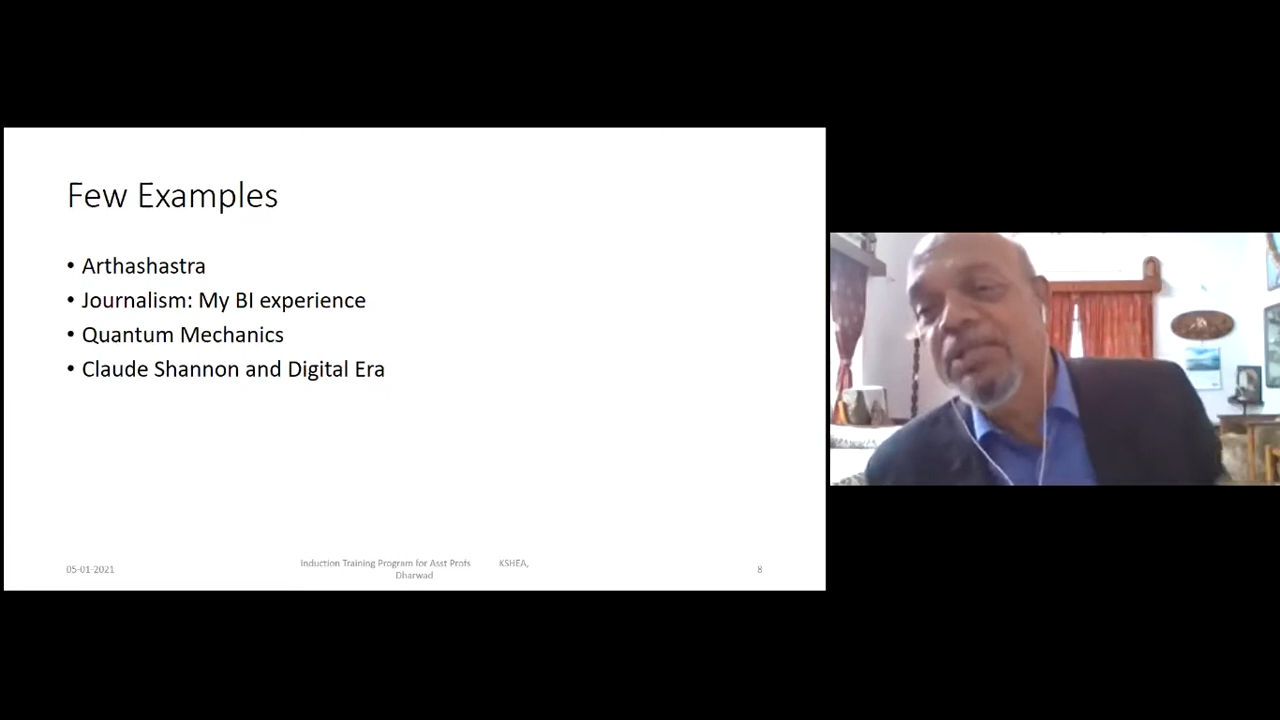 Few Examples
• Arthashastra
• Journalism: My BI experience
• Quantum Mechanics
• Claude Shannon and Digital Era
05-01-2021
Induction Training Program for Asst Profs KSHEA,
Dharwad
8